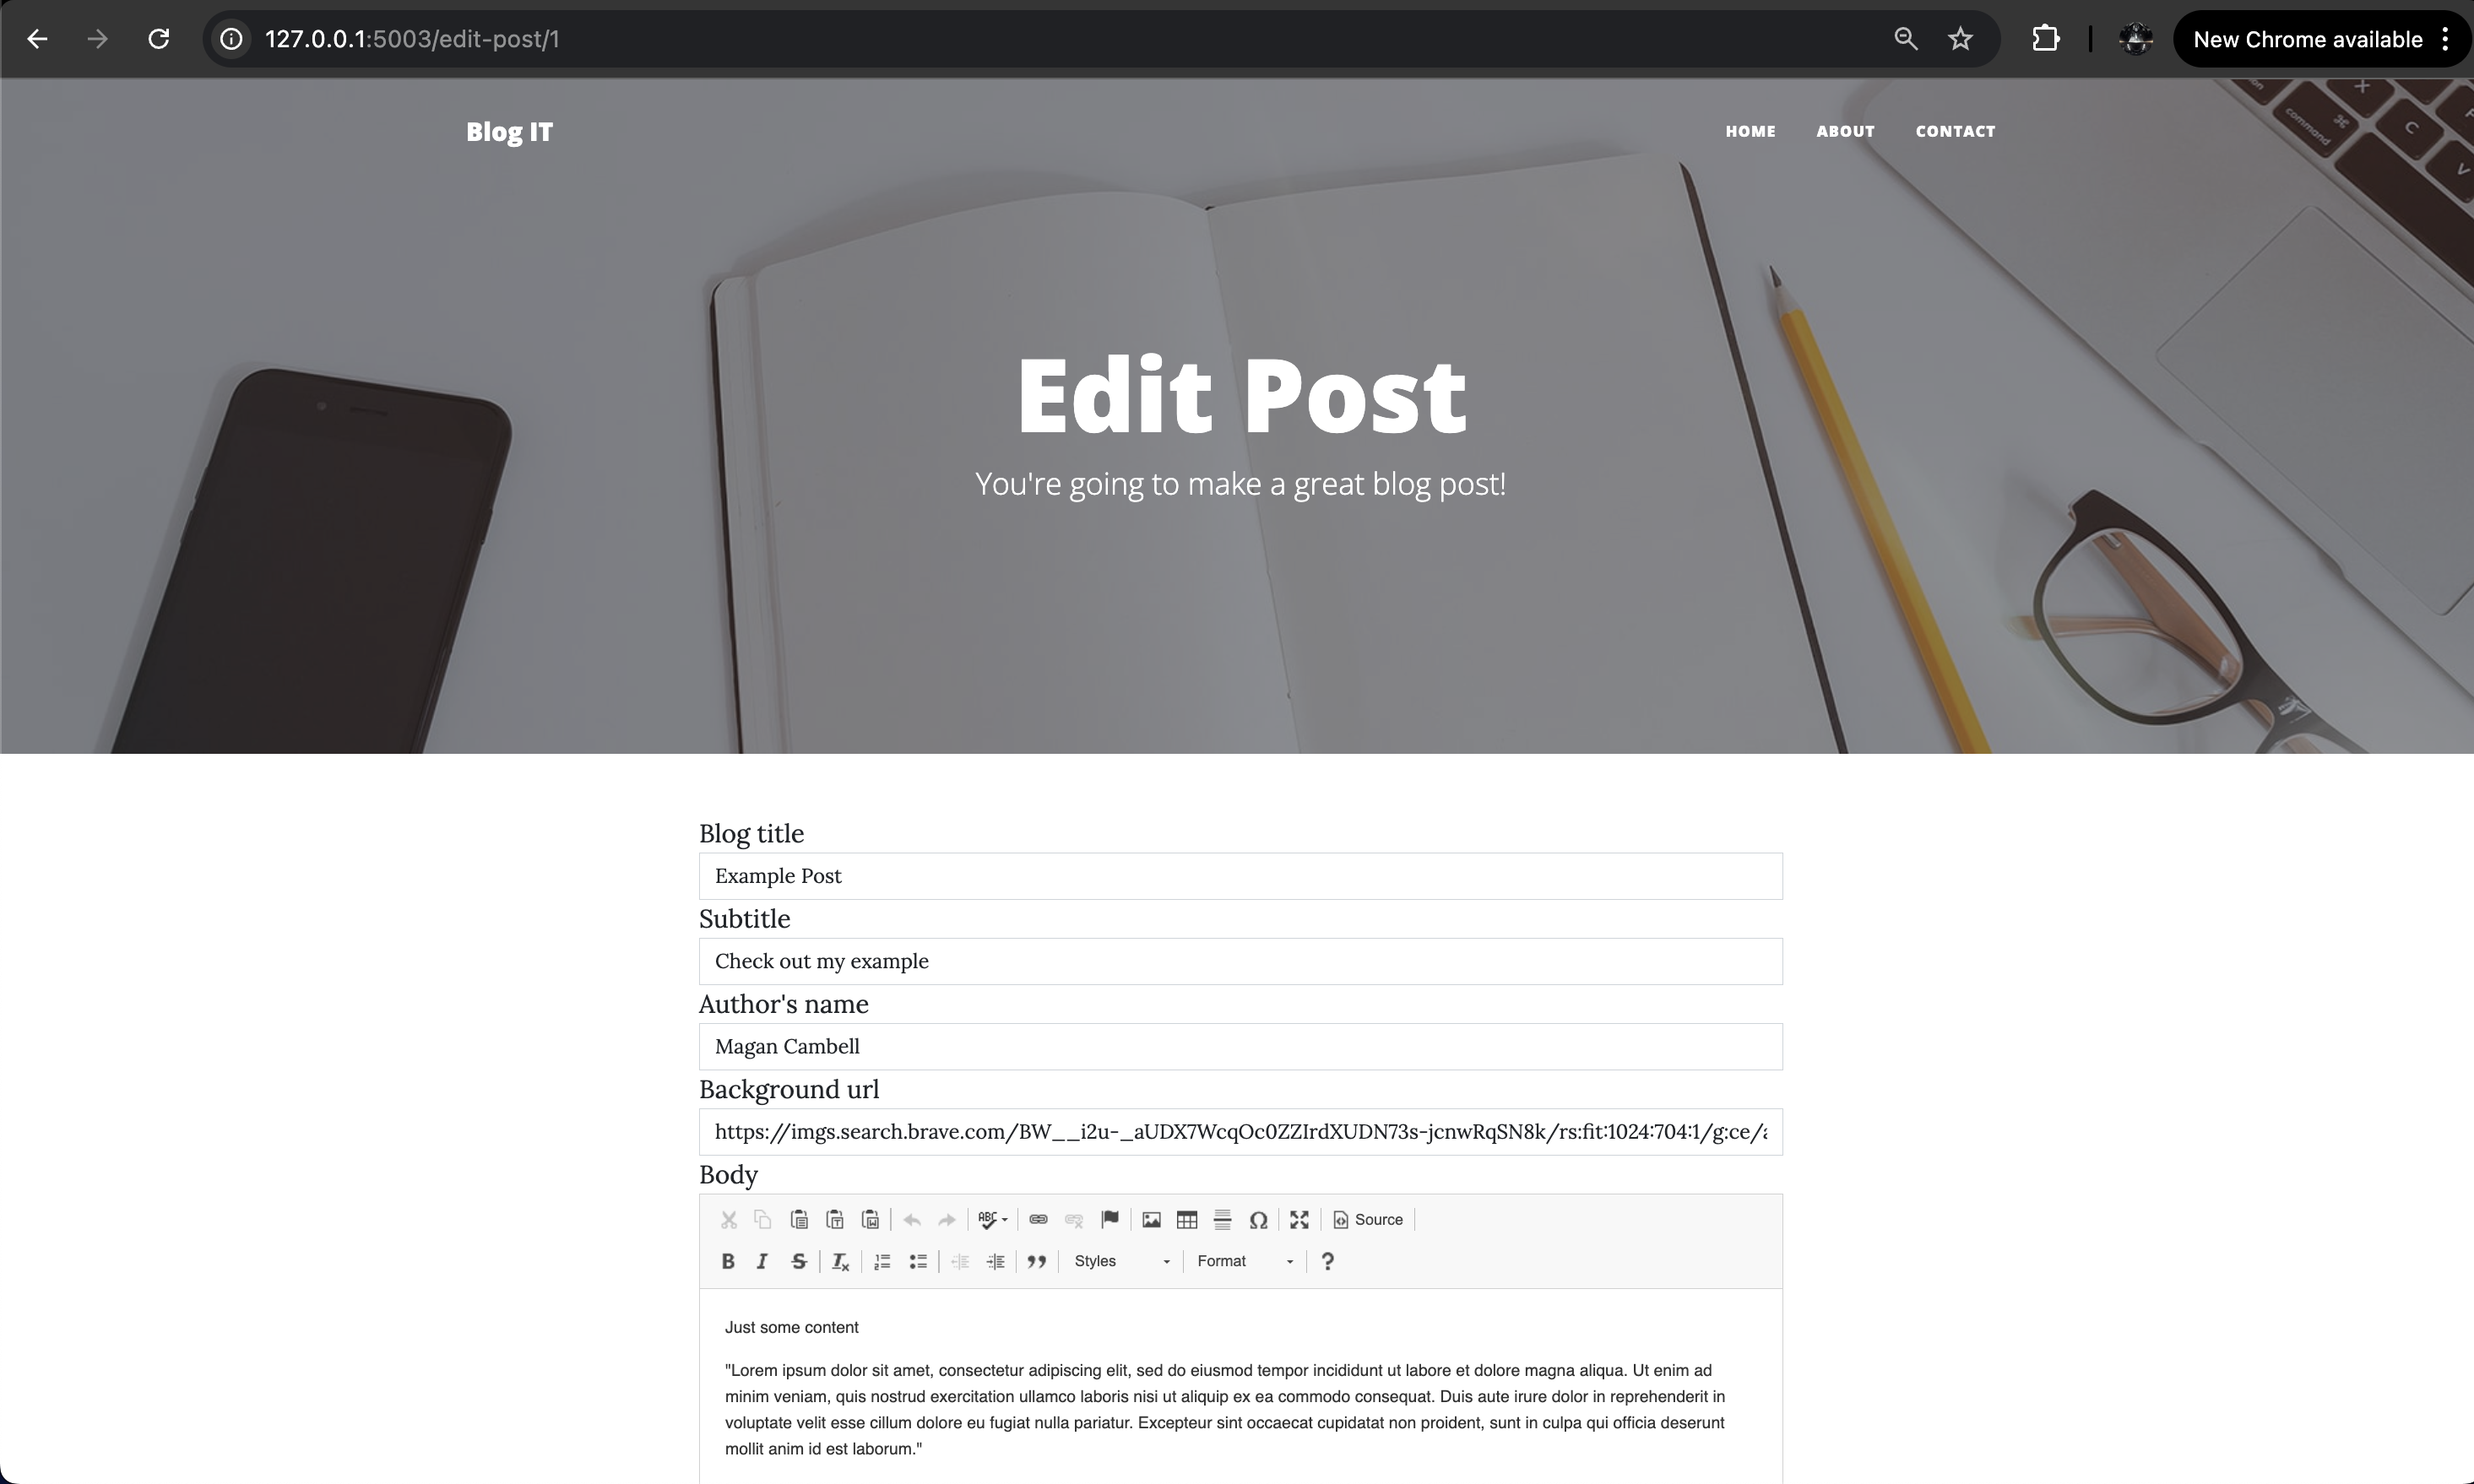 127.0.0.1:5003/edit-post/1
New Chrome available
Blog IT
HOME ABOUT CONTACT
command
Edit Post
You're going to make a great blog post!
Blog title
Example Post
Subtitle
Check out my example
Author's name
Magan Cambell
Background url
https://imgs.search.brave.com/BW__i2u-_aUDX7WcqOc0ZZIrdXUDN73s-jcnwRqSN8k/rs:fit:1024:704:1/g:ce/
Body
ABC Source
B I S Styles Format ?
Just some content
"Lorem ipsum dolor sit amet, consectetur adipiscing elit, sed do eiusmod tempor incididunt ut labore et dolore magna aliqua. Ut enim ad
minim veniam, quis nostrud exercitation ullamco laboris nisi ut aliquip ex ea commodo consequat. Duis aute irure dolor in reprehenderit in
voluptate velit esse cillum dolore eu fugiat nulla pariatur. Excepteur sint occaecat cupidatat non proident, sunt in culpa qui officia deserunt
mollit anim id est laborum."